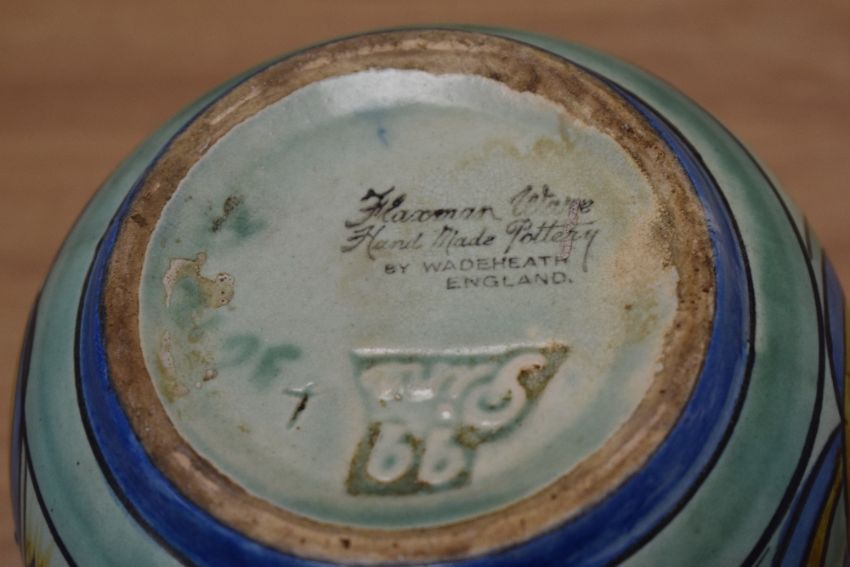 Flaxman Ware
Hand Made Pottery
BY WADEHEATH
ENGLAND.